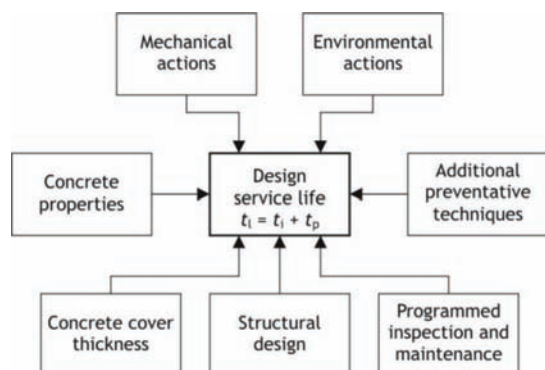 Mechanical
actions
Environmental
actions
Concrete
properties
Design
service life
tₗ = tᵢ + tₚ
Additional
preventative
techniques
Concrete cover
thickness
Structural
design
Programmed
inspection and
maintenance